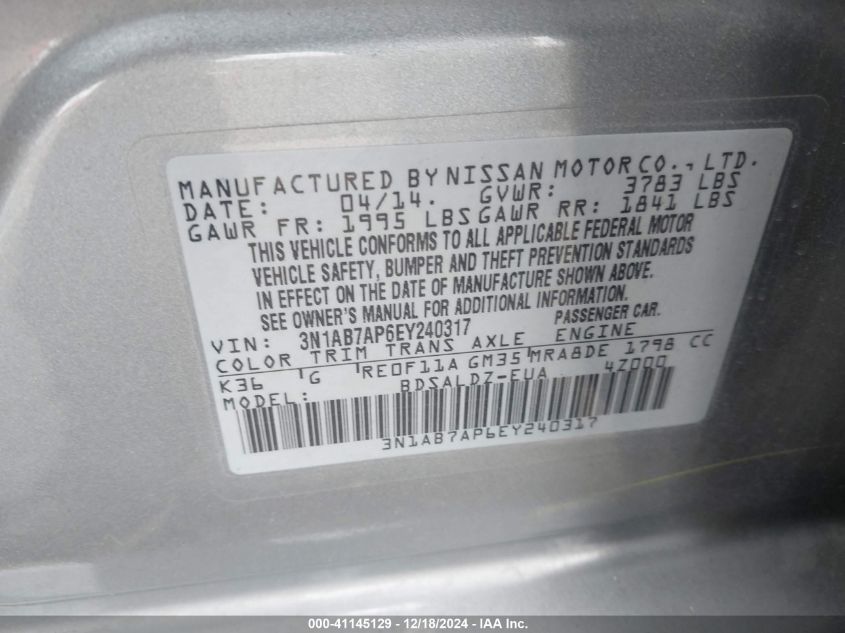 MANUFACTURED BY NISSAN MOTOR CO., LTD.
DATE: 04/14. GVWR: 3783 LBS
GAWR FR: 1995 LBS GAWR RR: 1841 LBS
THIS VEHICLE CONFORMS TO ALL APPLICABLE FEDERAL MOTOR
VEHICLE SAFETY, BUMPER AND THEFT PREVENTION STANDARDS
IN EFFECT ON THE DATE OF MANUFACTURE SHOWN ABOVE.
SEE OWNER'S MANUAL FOR ADDITIONAL INFORMATION.
VIN: 3N1AB7AP6EY240317 PASSENGER CAR.
COLOR TRIM TRANS AXLE ENGINE
K36 G RE0F11A GM35 MRA8DE 1798 CC
MODEL: BDSALDZ-EUA 4Z000
3N1AB7AP6EY240317
000-41145129 - 12/18/2024 - IAA Inc.